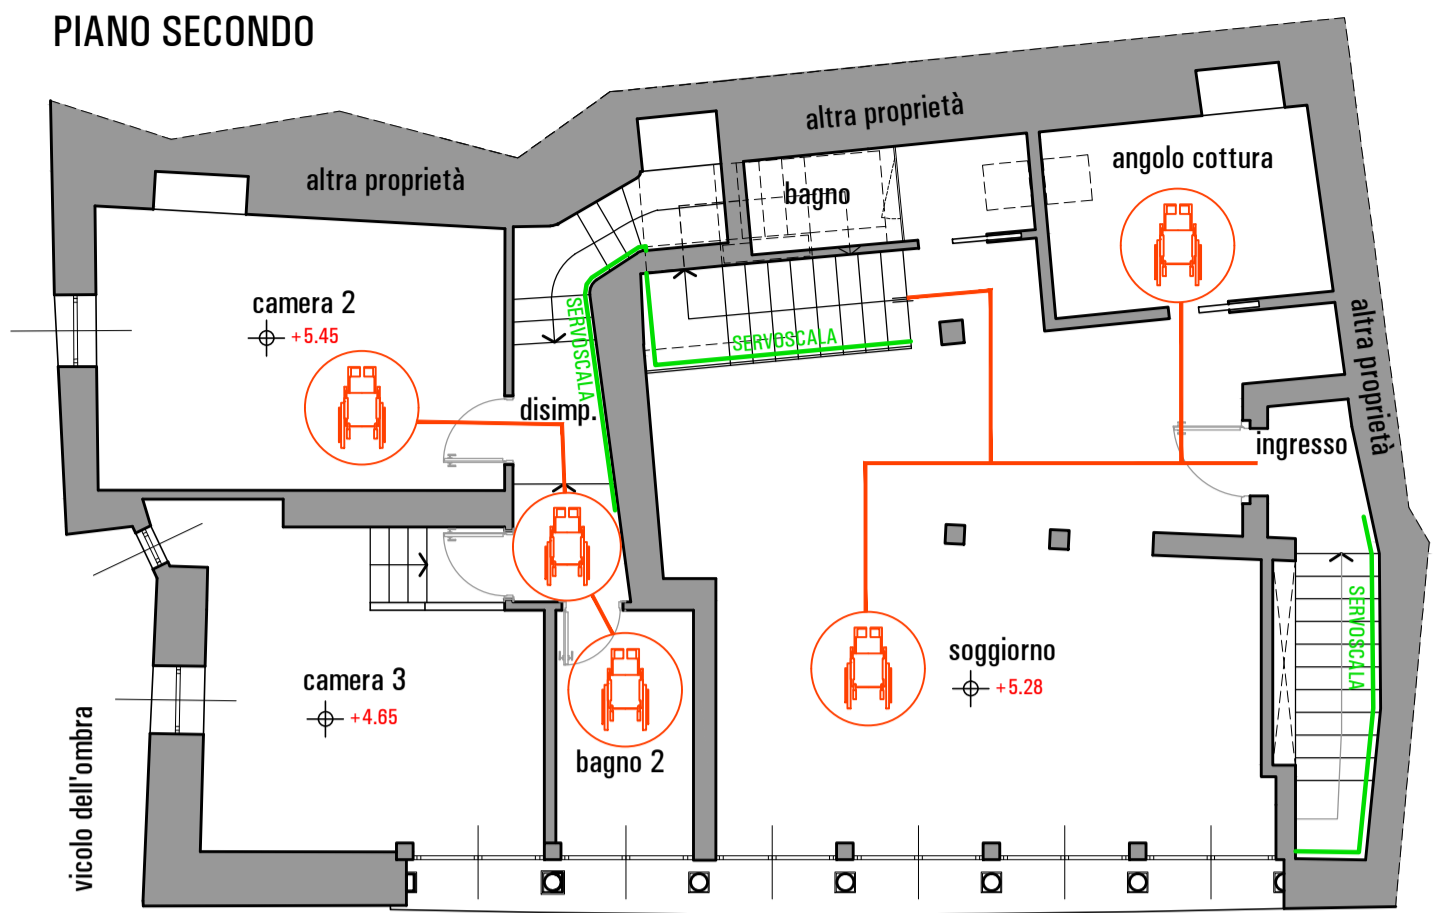 PIANO SECONDO
altra proprietà
altra proprietà
angolo cottura
bagno
camera 2
+5.45
SERVOSCALA
SERVOSCALA
altra proprietà
disimp.
ingresso
SERVOSCALA
soggiorno
+5.28
camera 3
+4.65
bagno 2
vicolo dell'ombra